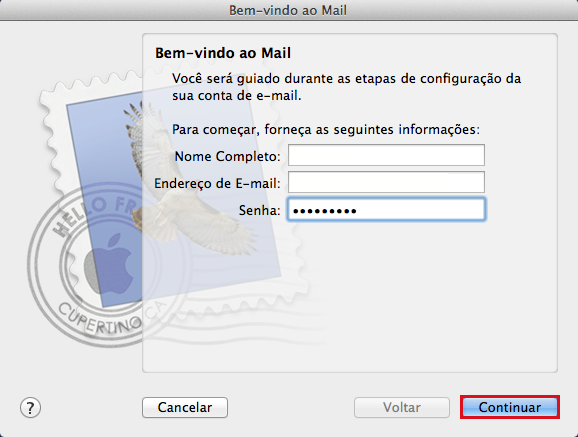 Bem-vindo ao Mail
Bem-vindo ao Mail
Você será guiado durante as etapas de configuração da
sua conta de e-mail.
Para começar, forneça as seguintes informações:
Nome Completo:
Endereço de E-mail:
Senha: •••••••••
HELLO FR
CUPERTINO CA
?
Cancelar
Voltar
Continuar